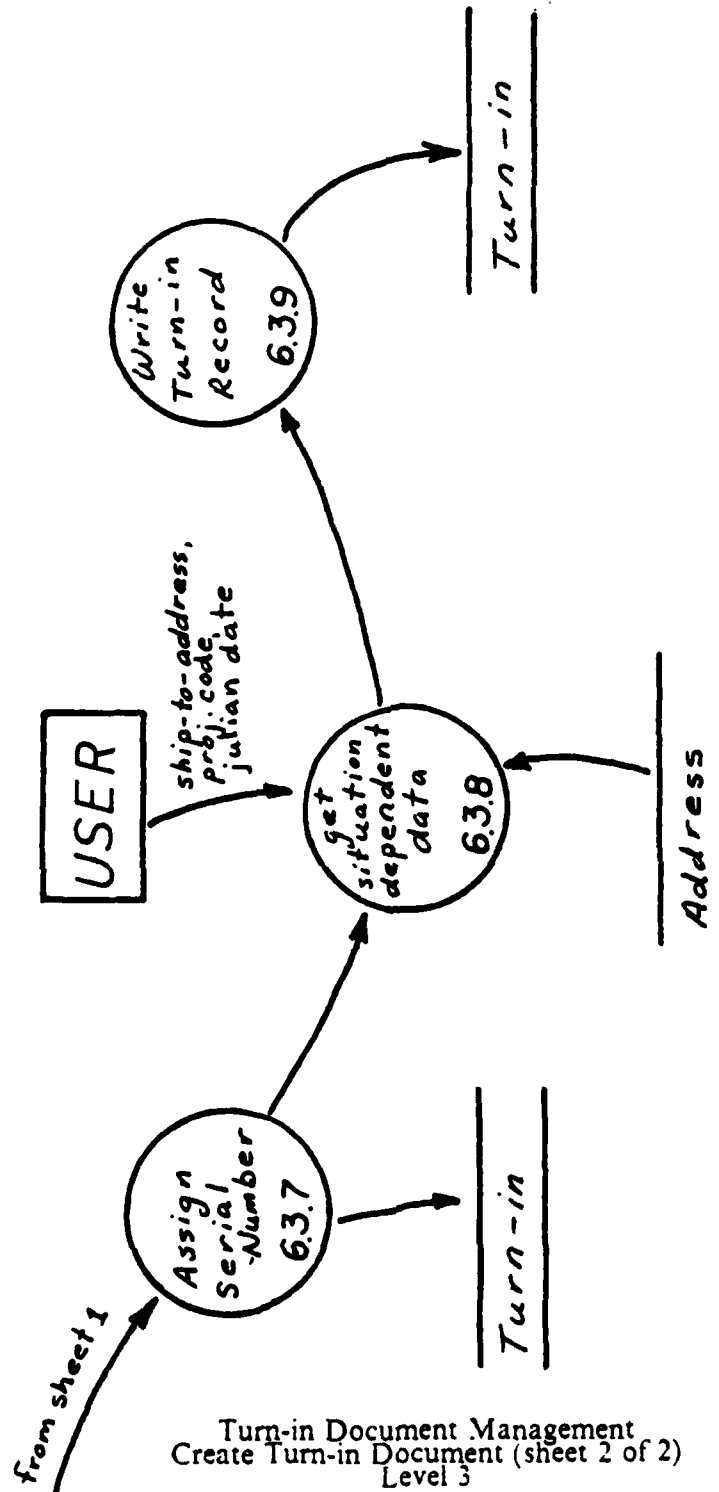 from sheet 1
Assign
serial
-Number
6.3.7
Turn-in
USER
ship-to-address,
proj. code,
julian date
get
situation
dependent
data
6.3.8
Address
Write
Turn-in
Record
6.3.9
Turn-in
Turn-in Document Management
Create Turn-in Document (sheet 2 of 2)
Level 3